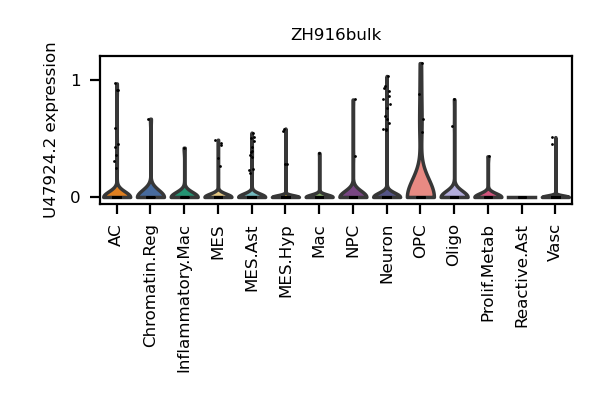 ZH916bulk
U47924.2 expression
1
0
AC
Chromatin.Reg
Inflammatory.Mac
MES
MES.Ast
MES.Hyp
Mac
NPC
Neuron
OPC
Oligo
Prolif.Metab
Reactive.Ast
Vasc